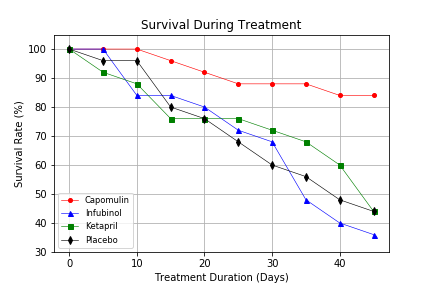 Survival During Treatment
Survival Rate (%)
100
90
80
70
60
50
40
30
Capomulin
Infubinol
Ketapril
Placebo
0 10 20 30 40
Treatment Duration (Days)